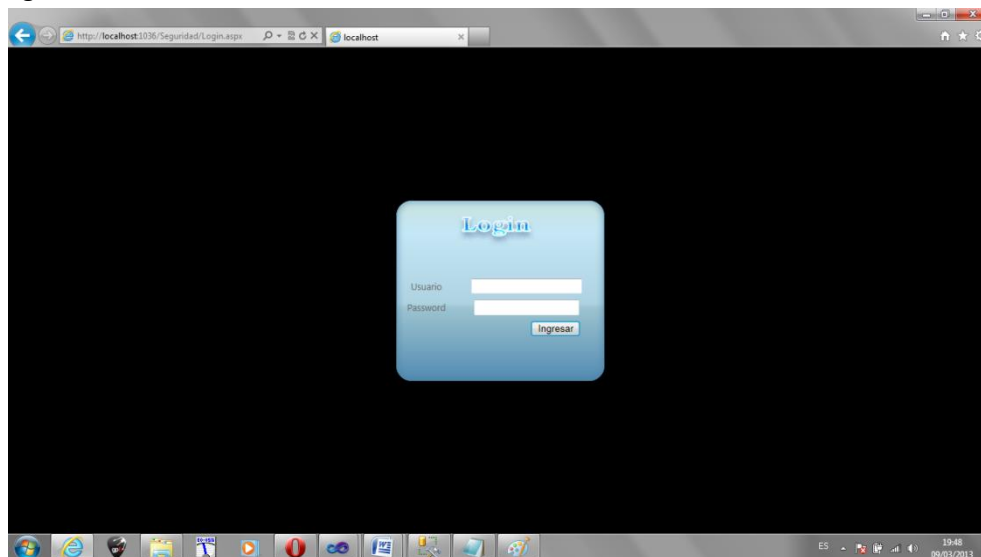 http://localhost:1036/Seguridad/Login.aspx
localhost
Login
Usuario
Password
Ingresar
ES
19:48
09/03/2013